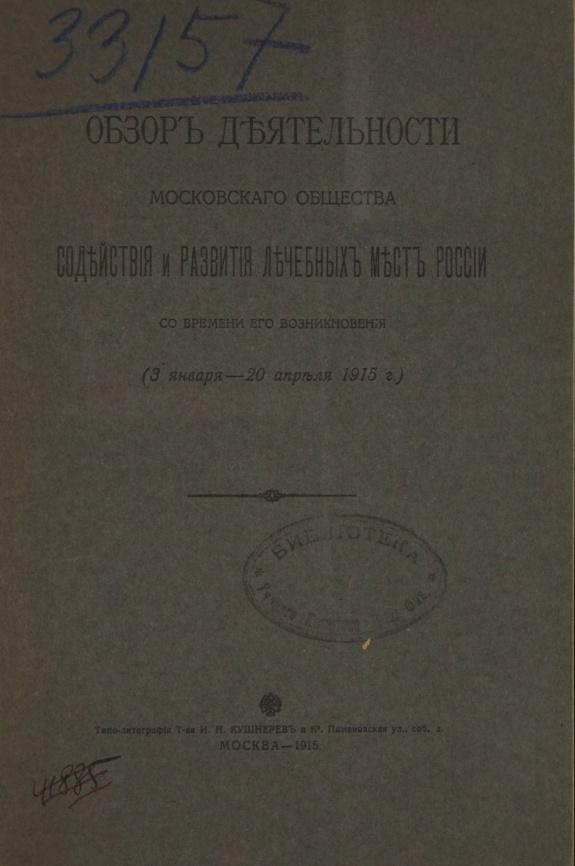 33157
ОБЗОРЪ ДѢЯТЕЛЬНОСТИ
МОСКОВСКАГО ОБЩЕСТВА
СОДѢЙСТВІЯ и РАЗВИТІЯ ЛѢЧЕБНЫХЪ МѢСТЪ РОССІИ
СО ВРЕМЕНИ ЕГО ВОЗНИКНОВЕНІЯ
(3 января—20 апрѣля 1915 г.)
БИБЛІОТЕКА
Типо-литографія Т-ва И. Н. КУШНЕРЕВЪ и Кº. Пименовская ул., соб. д.
МОСКВА—1915.
41885